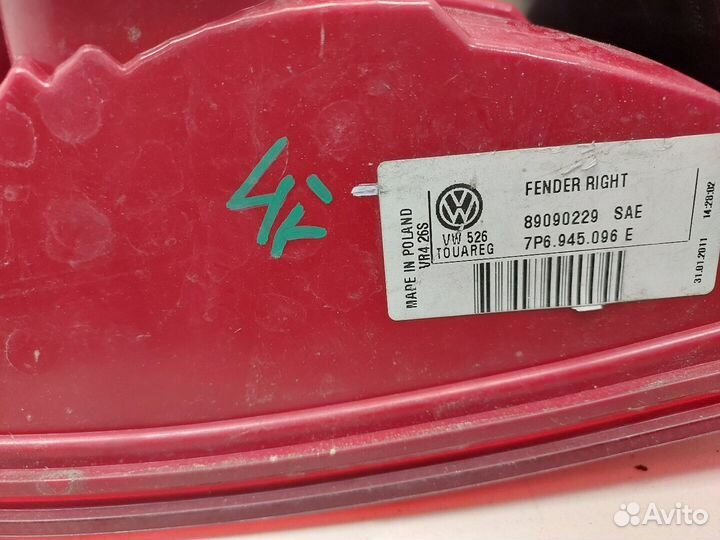 FENDER RIGHT
89090229 SAE
7P6.945.096 E
VW 526
TOUAREG
MADE IN POLAND
VR4.26S
31.01.2011 14:28:02
Avito